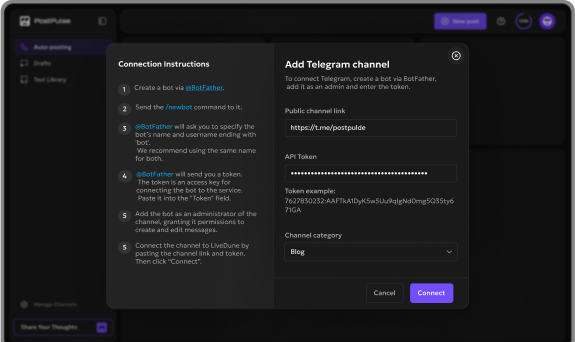 PostPulse
New post
Auto-posting
Drafts
Text Library
Manage Channels
Share Your Thoughts
Connection Instructions
1 Create a bot via @BotFather.
2 Send the /newbot command to it.
3 @BotFather will ask you to specify the
bot's name and username ending with
'bot'.
We recommend using the same name
for both.
4 @BotFather will send you a token.
The token is an access key for
connecting the bot to the service.
Paste it into the "Token" field.
5 Add the bot as an administrator of the
channel, granting it permissions to
create and edit messages.
5 Connect the channel to LiveDune by
pasting the channel link and token.
Then click "Connect".
Add Telegram channel
To connect Telegram, create a bot via BotFather,
add it as an admin and enter the token.
Public channel link
https://t.me/postpulde
API Token
Token example:
7627830232:AAFTkA1DyK5w5Uu9qIgNd0mg5Q35ty6
71GA
Channel category
Blog
Cancel
Connect